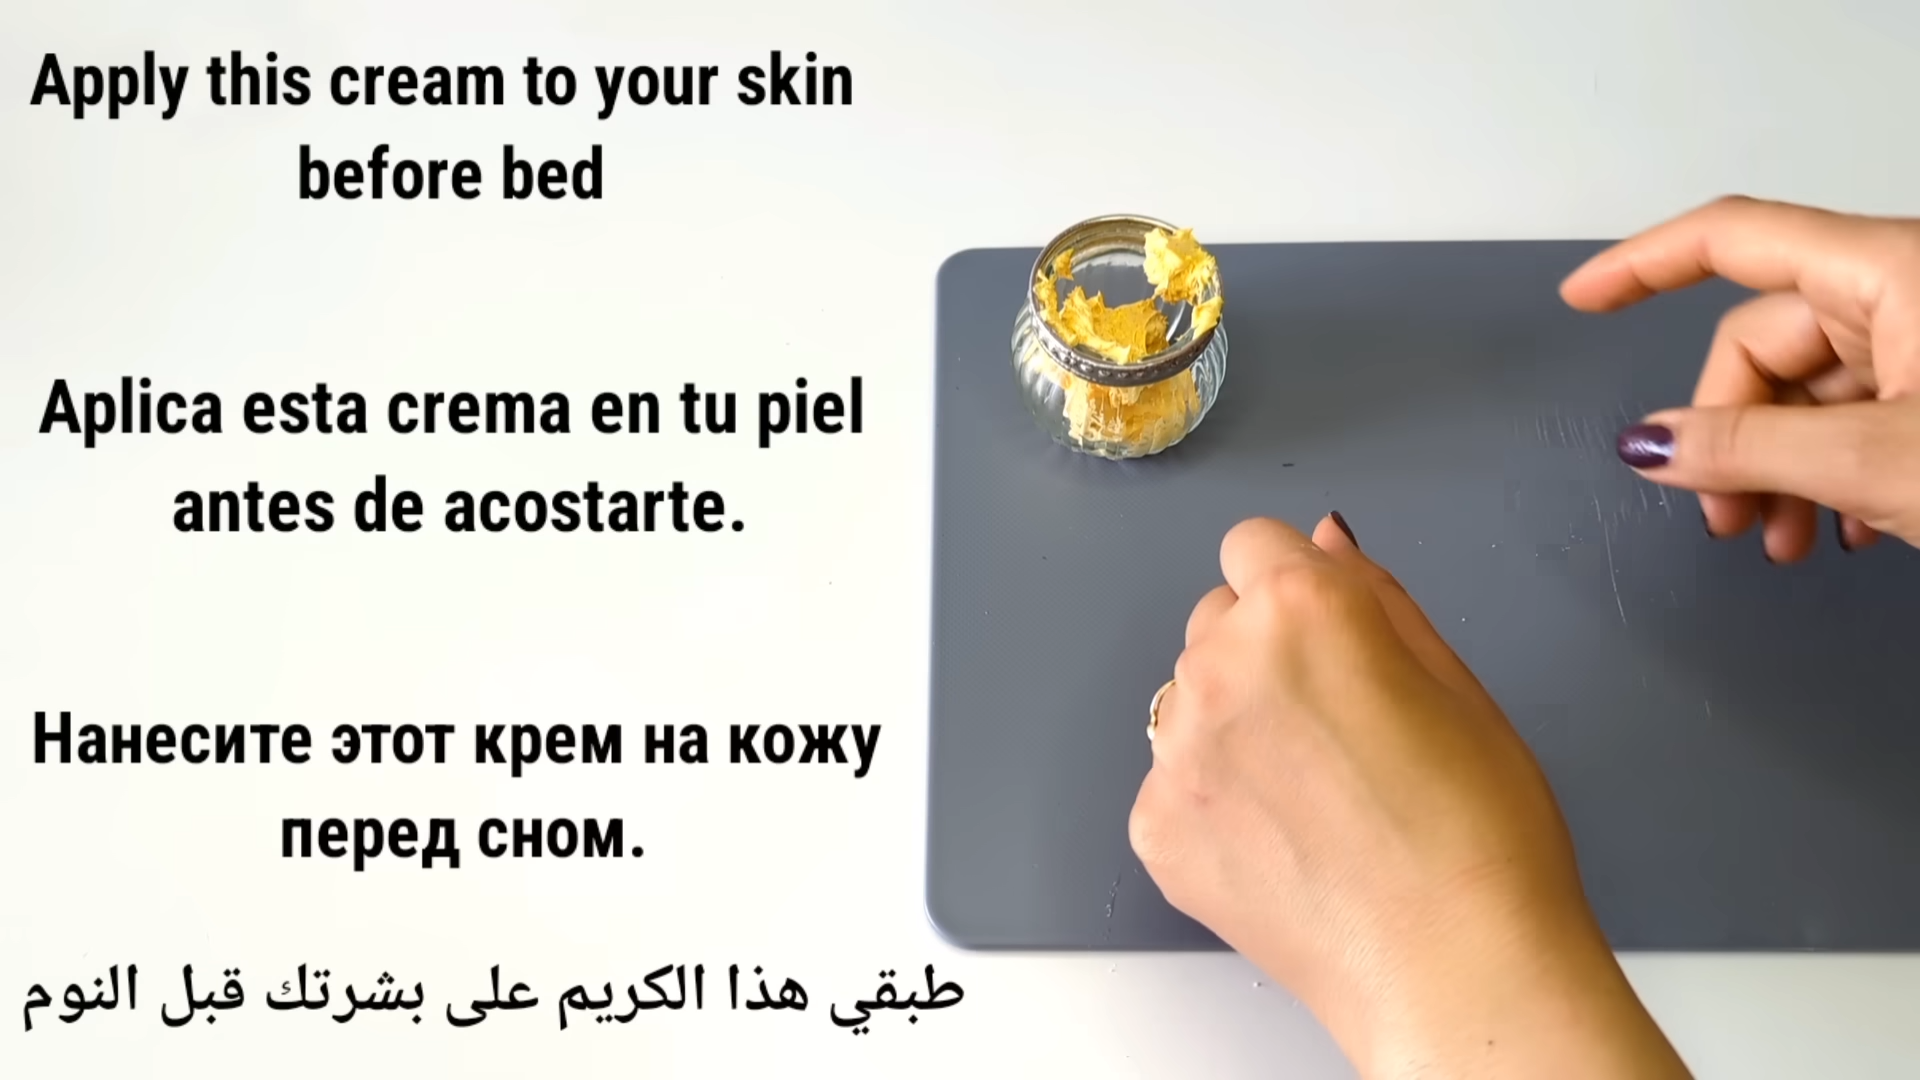 Apply this cream to your skin
before bed
Aplica esta crema en tu piel
antes de acostarte.
Нанесите этот крем на кожу
перед сном.
طبقي هذا الكريم على بشرتك قبل النوم